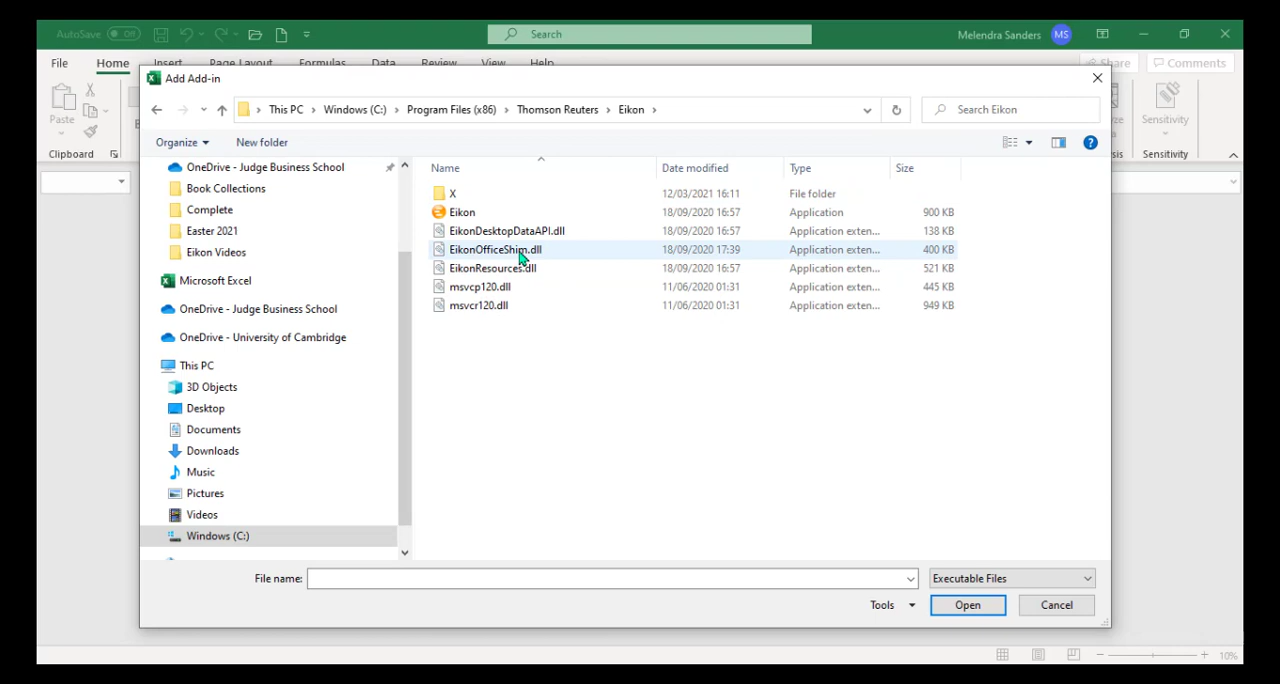 AutoSave Off
Search
Melendra Sanders MS
File Home Insert Page Layout Formulas Data Review View Help Share Comments
Add Add-in
This PC > Windows (C:) > Program Files (x86) > Thomson Reuters > Eikon >
Search Eikon
Paste
Clipboard
Sensitivity
Sensitivity
Organize New folder
Name Date modified Type Size
X 12/03/2021 16:11 File folder
Eikon 18/09/2020 16:57 Application 900 KB
EikonDesktopDataAPI.dll 18/09/2020 16:57 Application exten... 138 KB
EikonOfficeShim.dll 18/09/2020 17:39 Application exten... 400 KB
EikonResources.dll 18/09/2020 16:57 Application exten... 521 KB
msvcp120.dll 11/06/2020 01:31 Application exten... 445 KB
msvcr120.dll 11/06/2020 01:31 Application exten... 949 KB
OneDrive - Judge Business School
Book Collections
Complete
Easter 2021
Eikon Videos
Microsoft Excel
OneDrive - Judge Business School
OneDrive - University of Cambridge
This PC
3D Objects
Desktop
Documents
Downloads
Music
Pictures
Videos
Windows (C:)
File name:
Executable Files
Tools Open Cancel
10%